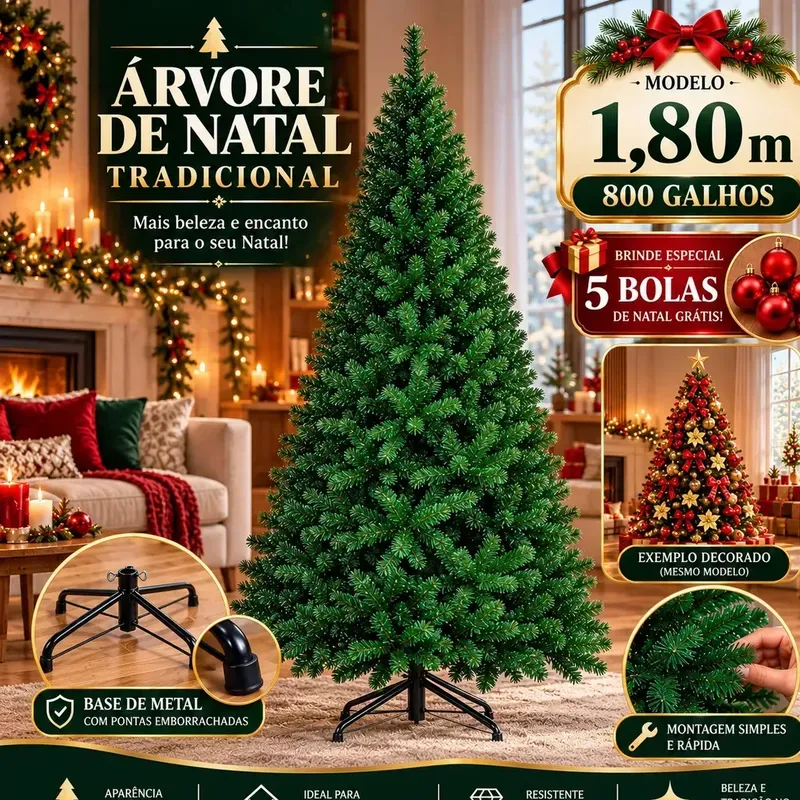 ÁRVORE
DE NATAL
TRADICIONAL
Mais beleza e encanto
para o seu Natal!
MODELO
1,80m
800 GALHOS
BRINDE ESPECIAL
5 BOLAS
DE NATAL GRÁTIS!
EXEMPLO DECORADO
(MESMO MODELO)
BASE DE METAL
COM PONTAS EMBORRACHADAS
MONTAGEM SIMPLES
E RÁPIDA
APARÊNCIA
IDEAL PARA
RESISTENTE
BELEZA E